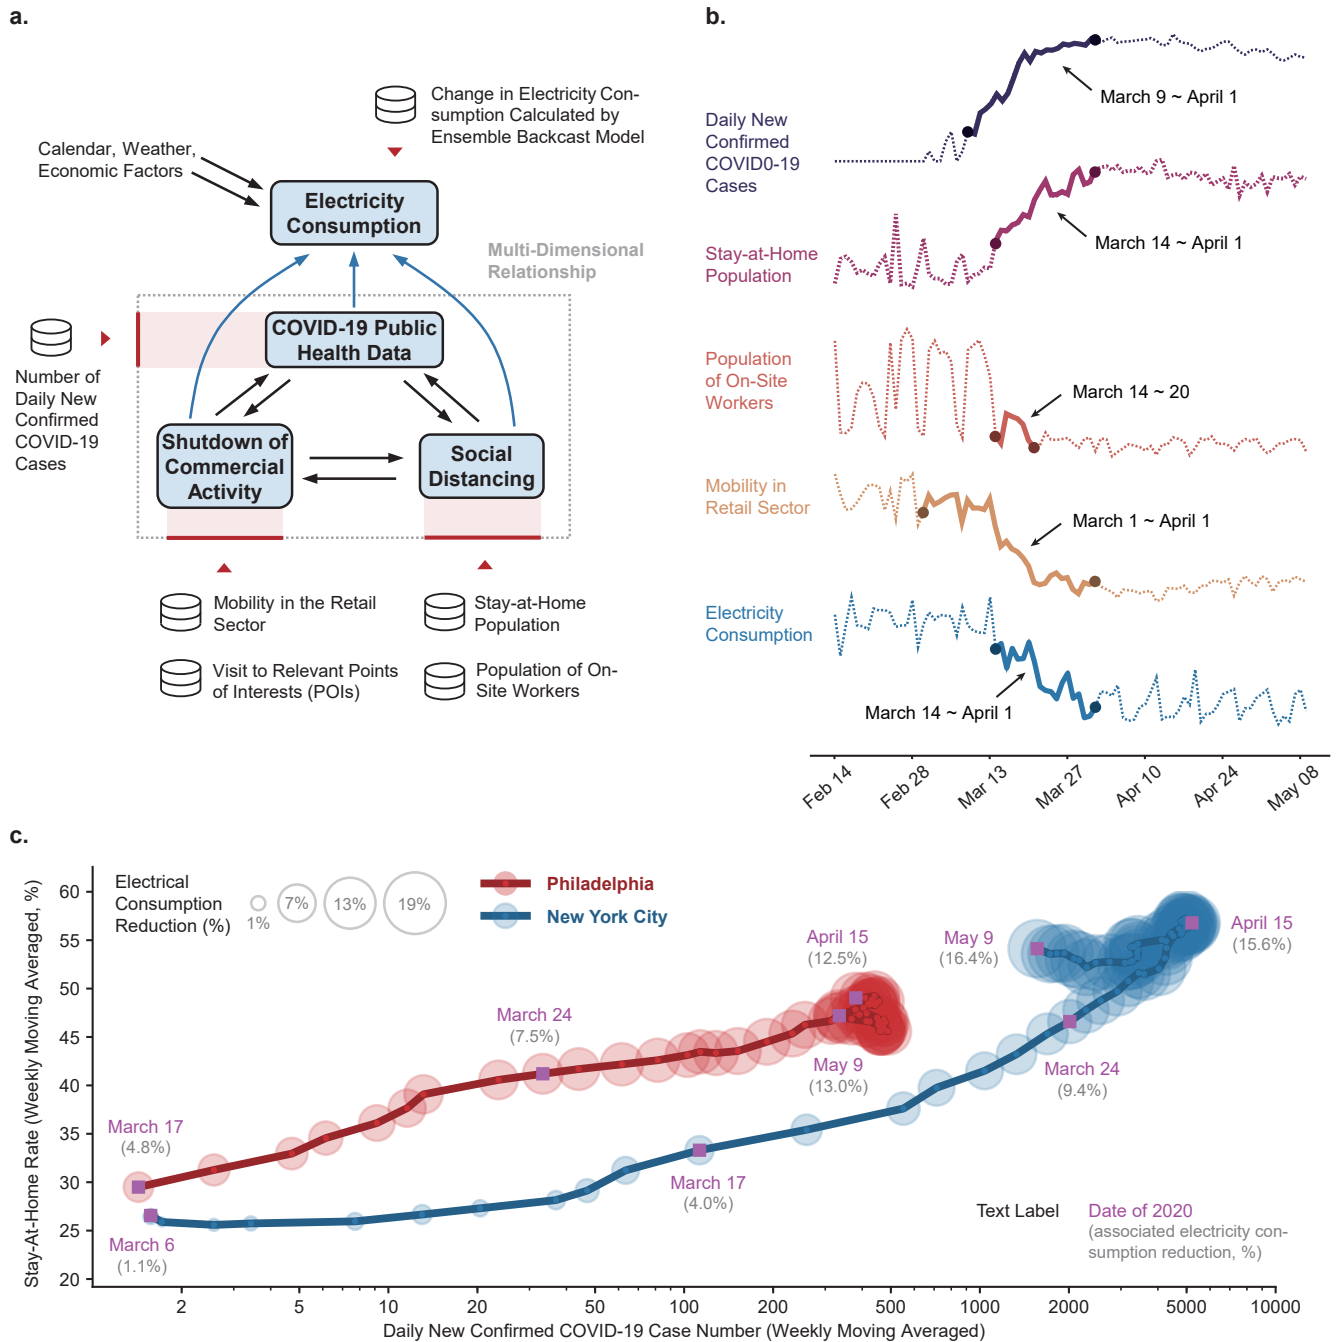 a.
Change in Electricity Con-
sumption Calculated by
Ensemble Backcast Model
Calendar, Weather,
Economic Factors
Electricity
Consumption
Multi-Dimensional
Relationship
COVID-19 Public
Health Data
Number of
Daily New
Confirmed
COVID-19
Cases
Shutdown of
Commercial
Activity
Social
Distancing
Mobility in the Retail
Sector
Stay-at-Home
Population
Visit to Relevant Points
of Interests (POIs)
Population of On-
Site Workers
b.
Daily New
Confirmed
COVID0-19
Cases
March 9 ~ April 1
Stay-at-Home
Population
March 14 ~ April 1
Population
of On-Site
Workers
March 14 ~ 20
Mobility in
Retail Sector
March 1 ~ April 1
Electricity
Consumption
March 14 ~ April 1
Feb 14
Feb 28
Mar 13
Mar 27
Apr 10
Apr 24
May 08
c.
Stay-At-Home Rate (Weekly Moving Averaged, %)
60
55
50
45
40
35
30
25
20
Electrical
Consumption
Reduction (%)
1%
7%
13%
19%
Philadelphia
New York City
April 15
(12.5%)
May 9
(16.4%)
April 15
(15.6%)
March 24
(7.5%)
May 9
(13.0%)
March 24
(9.4%)
March 17
(4.8%)
March 17
(4.0%)
March 6
(1.1%)
Text Label
Date of 2020
(associated electricity con-
sumption reduction, %)
2
5
10
20
50
100
200
500
1000
2000
5000
10000
Daily New Confirmed COVID-19 Case Number (Weekly Moving Averaged)